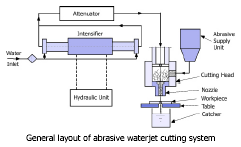 Attenuator
Intensifier
Abrasive
Supply
Unit
Water
Inlet
Cutting Head
Hydraulic Unit
Nozzle
Workpiece
Table
Catcher
General layout of abrasive waterjet cutting system